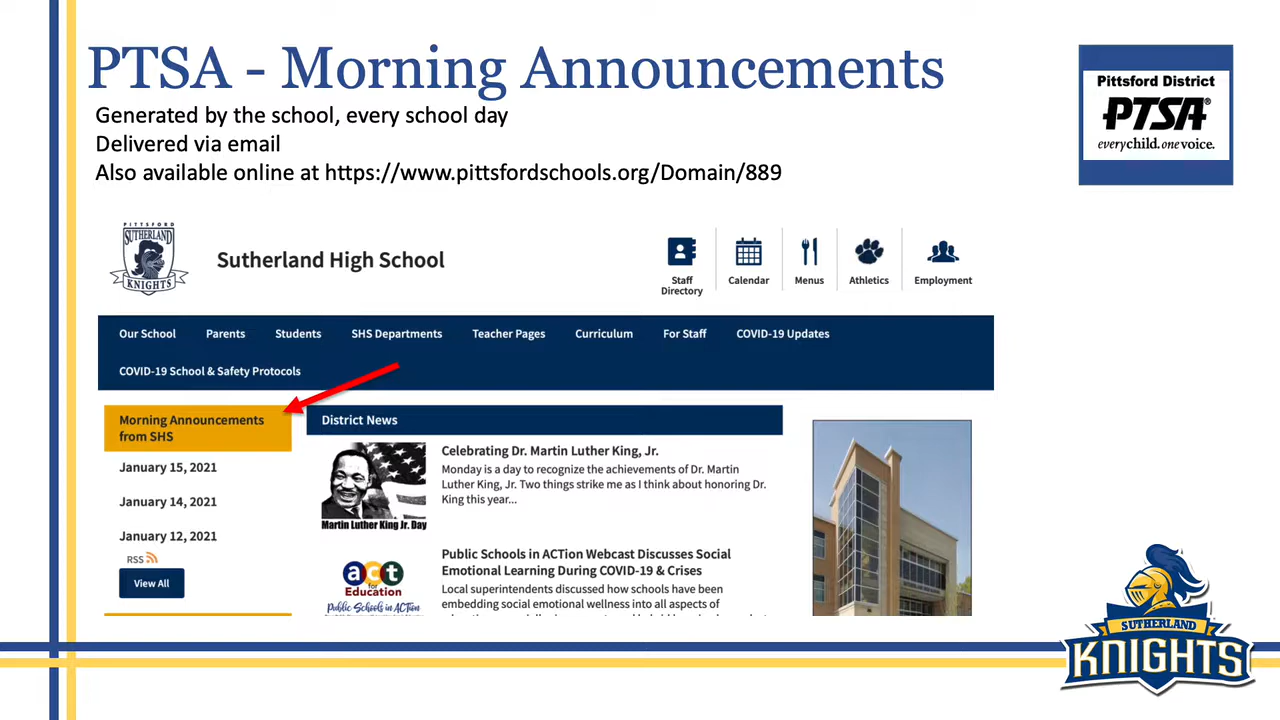 PTSA - Morning Announcements
Generated by the school, every school day
Delivered via email
Also available online at https://www.pittsfordschools.org/Domain/889
Pittsford District
PTSA®
everychild. one voice.
PITTSFORD
SUTHERLAND
KNIGHTS
Sutherland High School
Staff
Directory
Calendar
Menus
Athletics
Employment
Our School
Parents
Students
SHS Departments
Teacher Pages
Curriculum
For Staff
COVID-19 Updates
COVID-19 School & Safety Protocols
Morning Announcements
from SHS
January 15, 2021
January 14, 2021
January 12, 2021
RSS
View All
District News
Martin Luther King Jr. Day
Celebrating Dr. Martin Luther King, Jr.
Monday is a day to recognize the achievements of Dr. Martin
Luther King, Jr. Two things strike me as I think about honoring Dr.
King this year...
act
for
Education
Public Schools in ACTion
Public Schools in ACTion Webcast Discusses Social
Emotional Learning During COVID-19 & Crises
Local superintendents discussed how schools have been
embedding social emotional wellness into all aspects of
SUTHERLAND
KNIGHTS